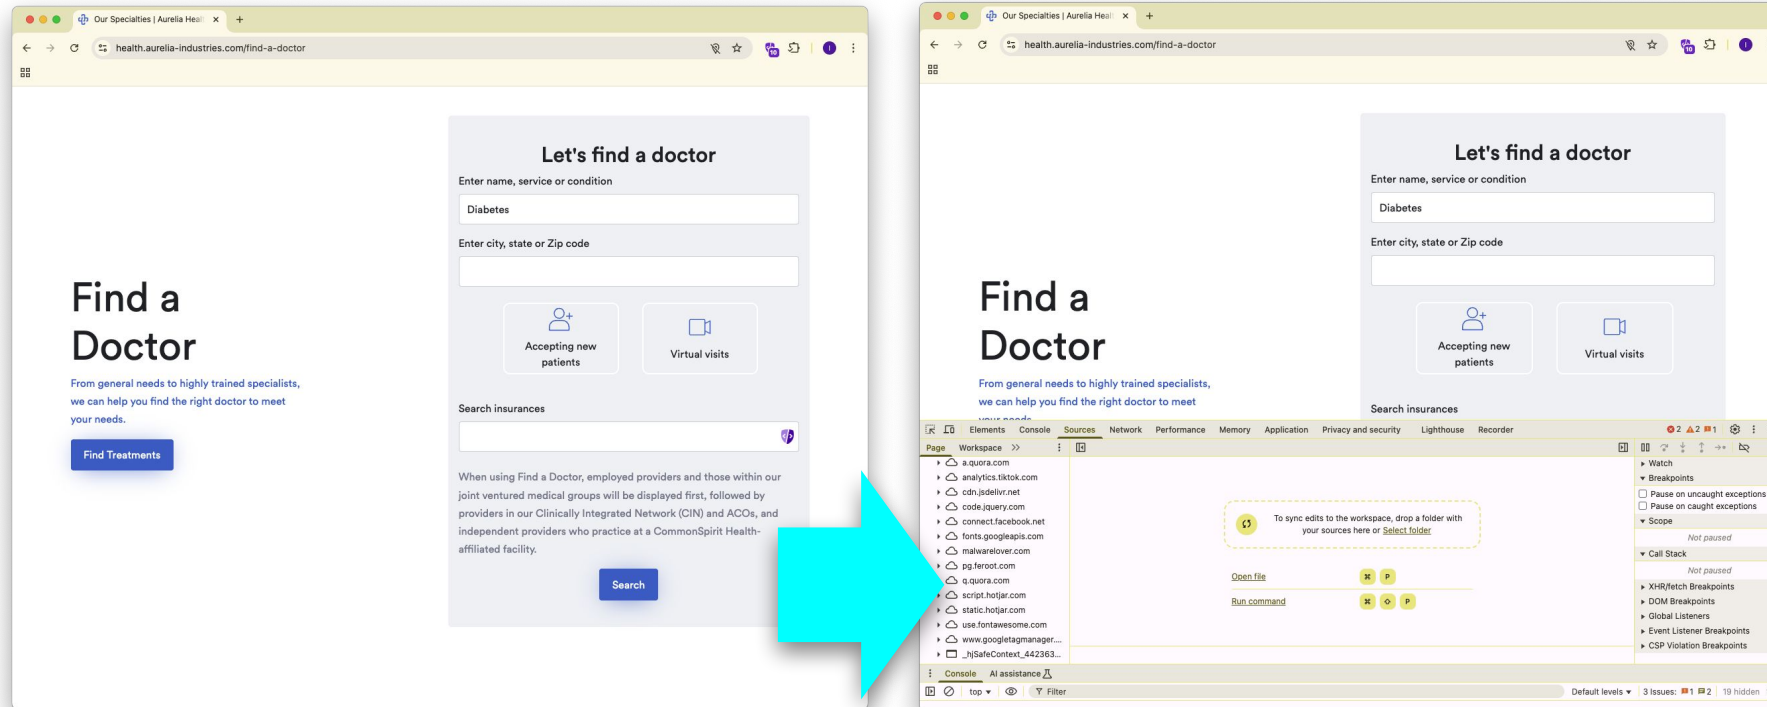 Our Specialties | Aurelia Heal
health.aurelia-industries.com/find-a-doctor
10
I
Let's find a doctor
Enter name, service or condition
Diabetes
Enter city, state or Zip code
Accepting new
patients
Virtual visits
Find a
Doctor
From general needs to highly trained specialists,
we can help you find the right doctor to meet
your needs.
Find Treatments
Search insurances
When using Find a Doctor, employed providers and those within our
joint ventured medical groups will be displayed first, followed by
providers in our Clinically Integrated Network (CIN) and ACOs, and
independent providers who practice at a CommonSpirit Health-
affiliated facility.
Search
Our Specialties | Aurelia Heal
health.aurelia-industries.com/find-a-doctor
10
I
Let's find a doctor
Enter name, service or condition
Diabetes
Enter city, state or Zip code
Accepting new
patients
Virtual visits
Find a
Doctor
From general needs to highly trained specialists,
we can help you find the right doctor to meet
your needs
Search insurances
Elements Console Sources Network Performance Memory Application Privacy and security Lighthouse Recorder 2 2 1
Page Workspace
a.quora.com
analytics.tiktok.com
cdn.jsdelivr.net
code.jquery.com
connect.facebook.net
fonts.googleapis.com
malwarelover.com
pg.feroot.com
q.quora.com
script.hotjar.com
static.hotjar.com
use.fontawesome.com
www.googletagmanager....
_hjSafeContext_442363...
To sync edits to the workspace, drop a folder with
your sources here or Select folder
Open file ⌘ P
Run command ⌘ ⇧ P
Watch
Breakpoints
Pause on uncaught exceptions
Pause on caught exceptions
Scope
Not paused
Call Stack
Not paused
XHR/fetch Breakpoints
DOM Breakpoints
Global Listeners
Event Listener Breakpoints
CSP Violation Breakpoints
Console AI assistance
top Filter Default levels 3 Issues: 1 2 19 hidden